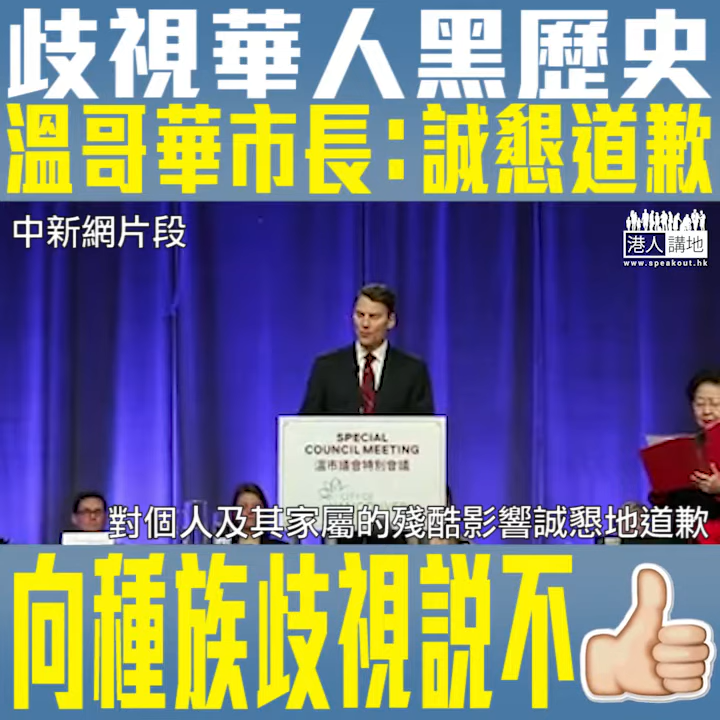 歧視華人黑歷史
溫哥華市長：誠懇道歉
中新網片段
港人講地
www.speakout.hk
SPECIAL
COUNCIL MEETING
溫市議會特別會議
CITY OF
對個人及其家屬的殘酷影響誠懇地道歉
向種族歧視説不